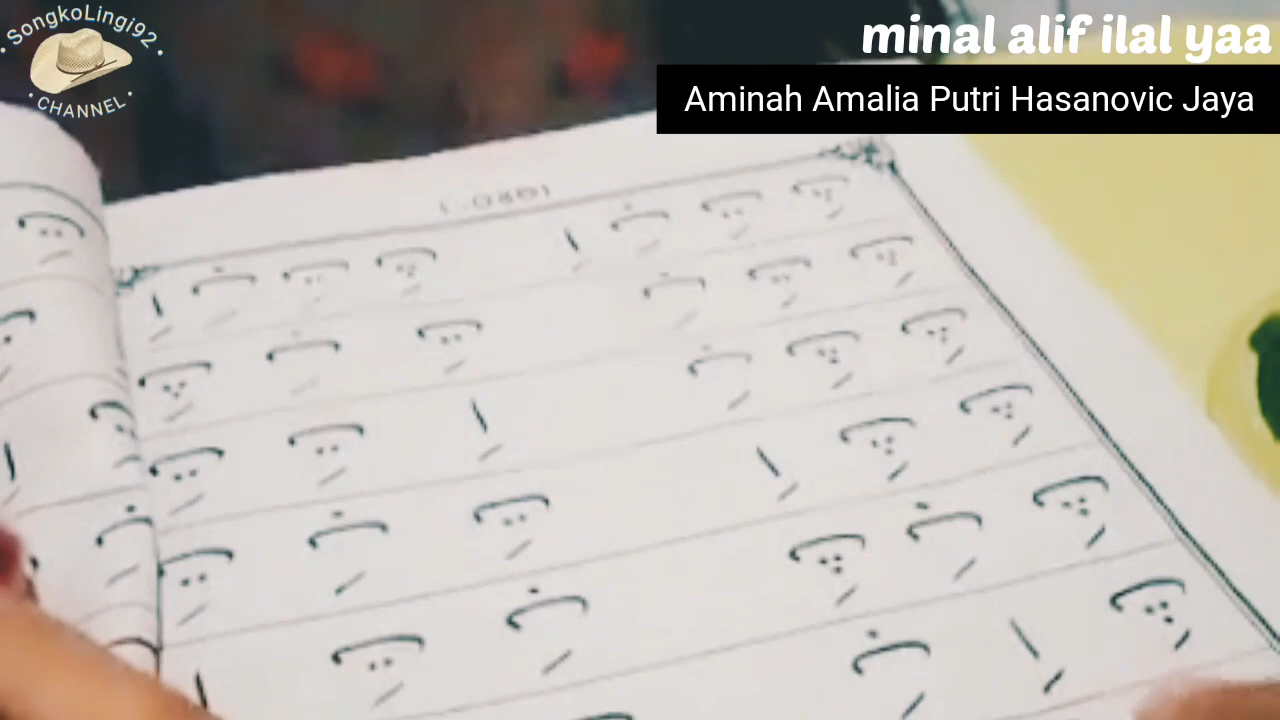 SongkoLingi92
CHANNEL
minal alif ilal yaa
Aminah Amalia Putri Hasanovic Jaya
بَ اَ ثَ
اَ تَ بَ ثَ بَ ثَ
تَ بَ تَ اَ ثَ ثَ
تَ تَ اَ بَ ثَ ثَ
ثَ بَ تَ بَ تَ ثَ
اَ بَ تَ ثَ اَ بَ تَ ثَ